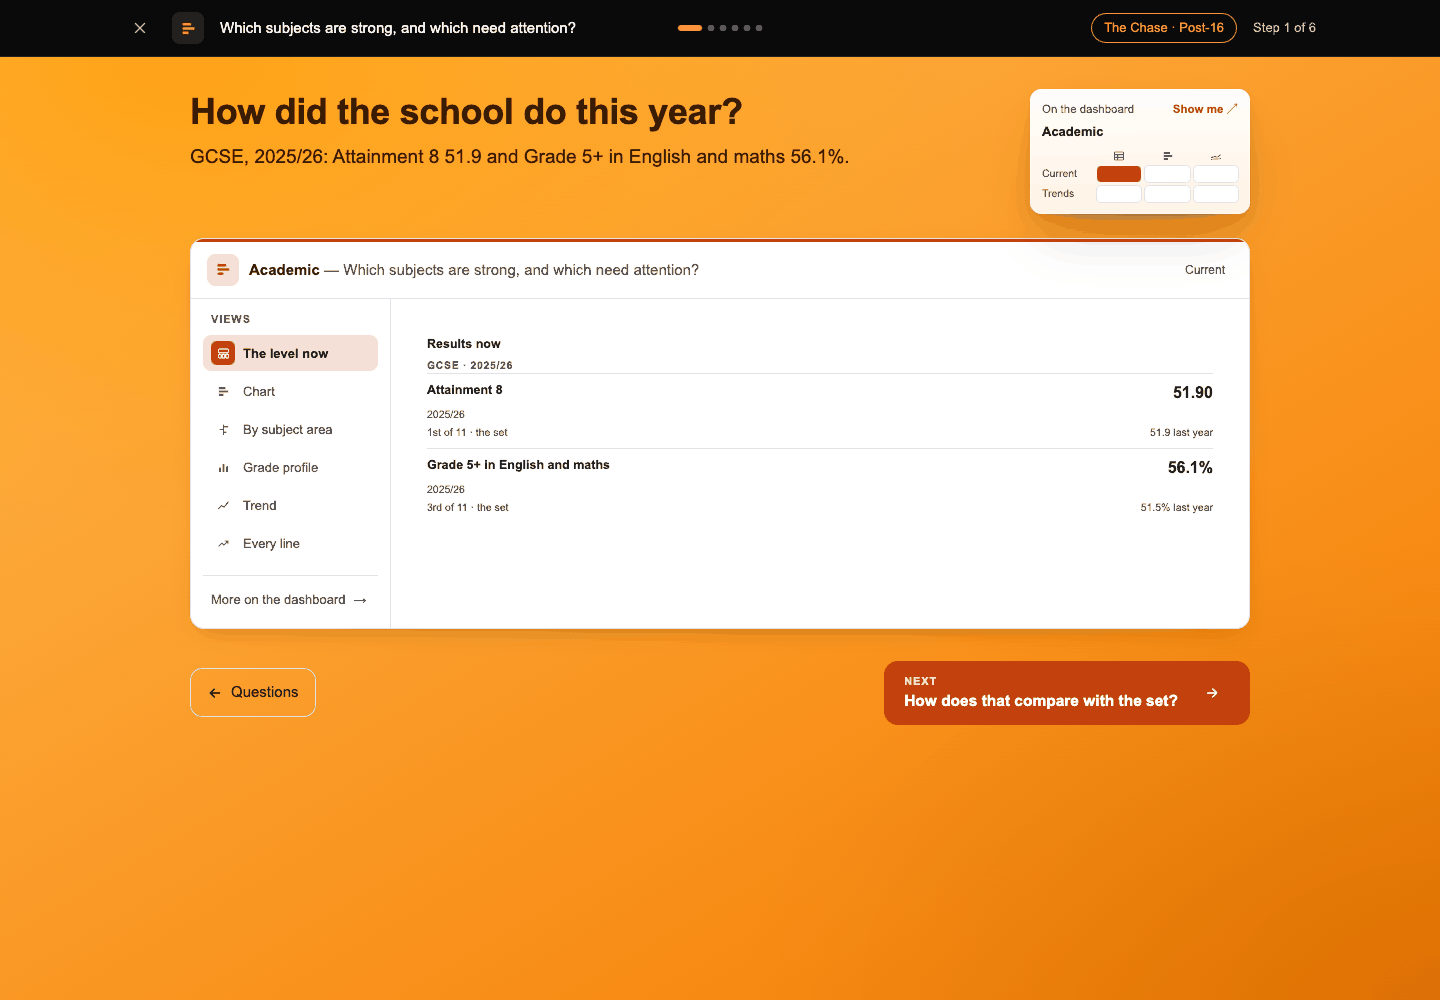 Which subjects are strong, and which need attention?
The Chase · Post-16
Step 1 of 6
How did the school do this year?
GCSE, 2025/26: Attainment 8 51.9 and Grade 5+ in English and maths 56.1%.
On the dashboard
Show me
Academic
Current
Trends
Academic — Which subjects are strong, and which need attention?
Current
VIEWS
The level now
Chart
By subject area
Grade profile
Trend
Every line
More on the dashboard →
Results now
GCSE · 2025/26
Attainment 8
51.90
2025/26
1st of 11 · the set
51.9 last year
Grade 5+ in English and maths
56.1%
2025/26
3rd of 11 · the set
51.5% last year
← Questions
NEXT
How does that compare with the set? →